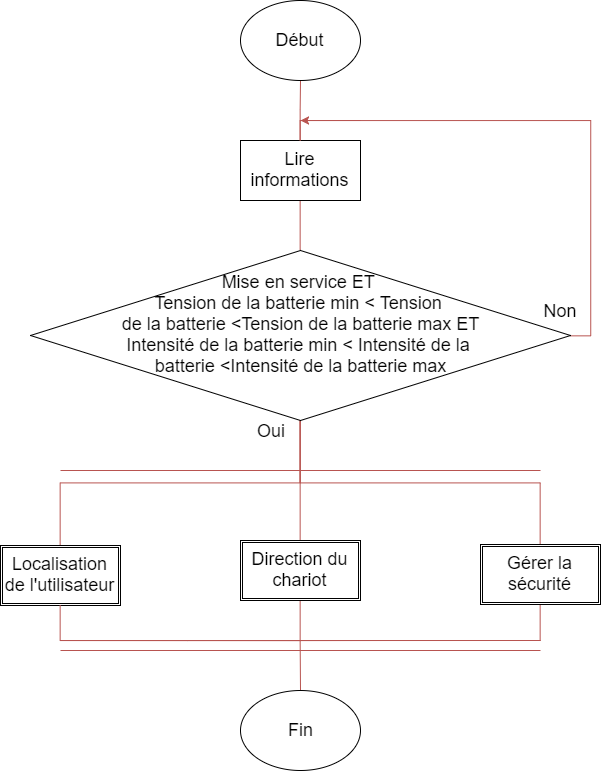 Début
Lire
informations
Mise en service ET
Tension de la batterie min < Tension
de la batterie <Tension de la batterie max ET
Intensité de la batterie min < Intensité de la
batterie <Intensité de la batterie max
Non
Oui
Localisation
de l'utilisateur
Direction du
chariot
Gérer la
sécurité
Fin